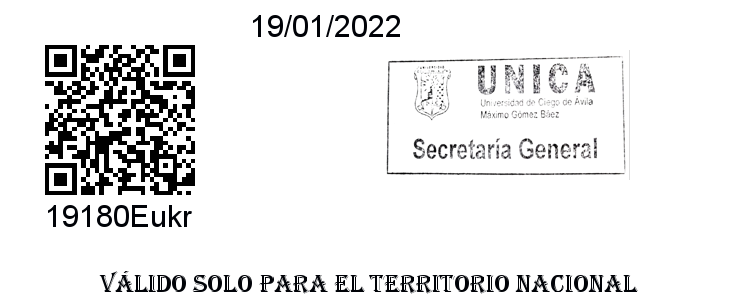 19/01/2022
UNICA
Universidad de Ciego de Ávila
Máximo Gómez Báez
Secretaría General
19180Eukr
VÁLIDO SOLO PARA EL TERRITORIO NACIONAL